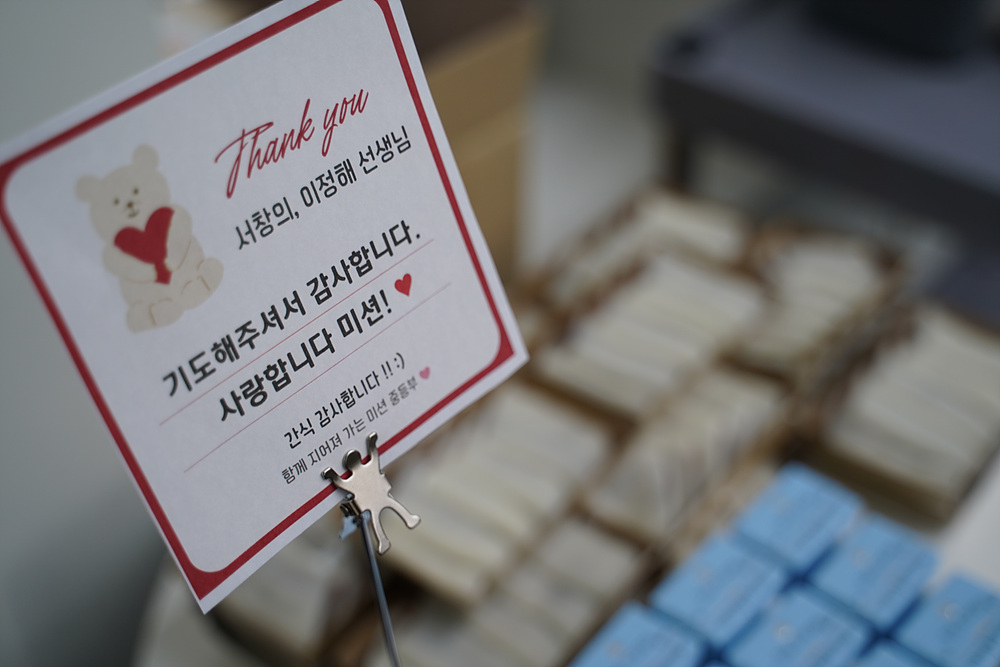 Thank you
서창의, 이정해 선생님
기도해주셔서 감사합니다.
사랑합니다 미션!
간식 감사합니다 !! :)
함께 지어져 가는 미션 중등부